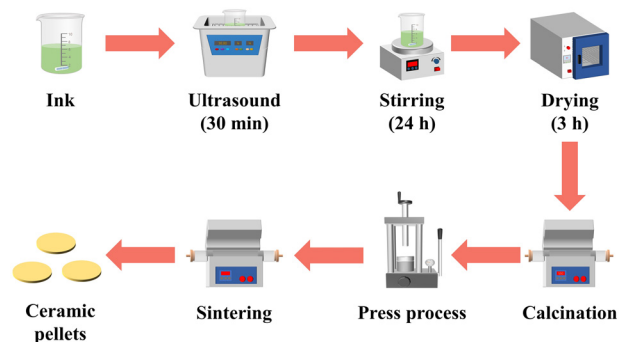 Ink
Ultrasound
(30 min)
Stirring
(24 h)
Drying
(3 h)
Ceramic
pellets
Sintering
Press process
Calcination